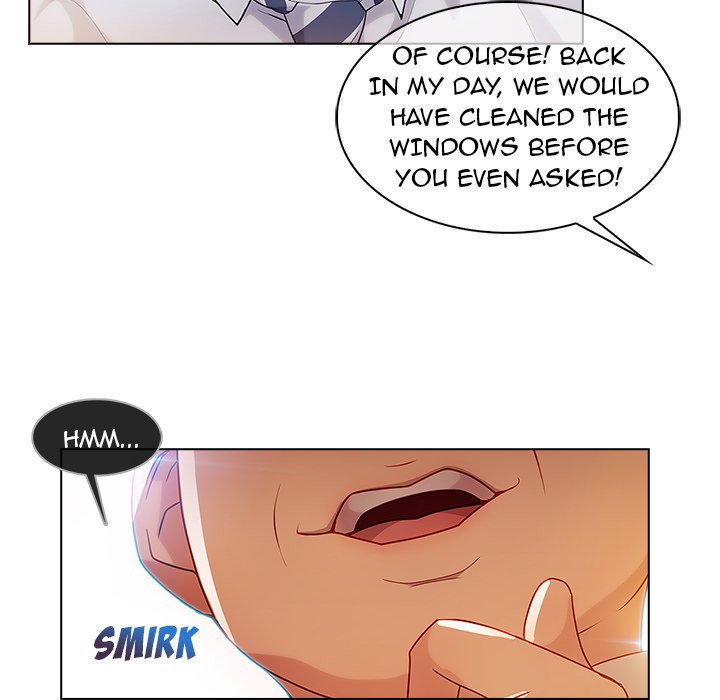 OF COURSE! BACK
IN MY DAY, WE WOULD
HAVE CLEANED THE
WINDOWS BEFORE
YOU EVEN ASKED!
HMM...
SMIRK